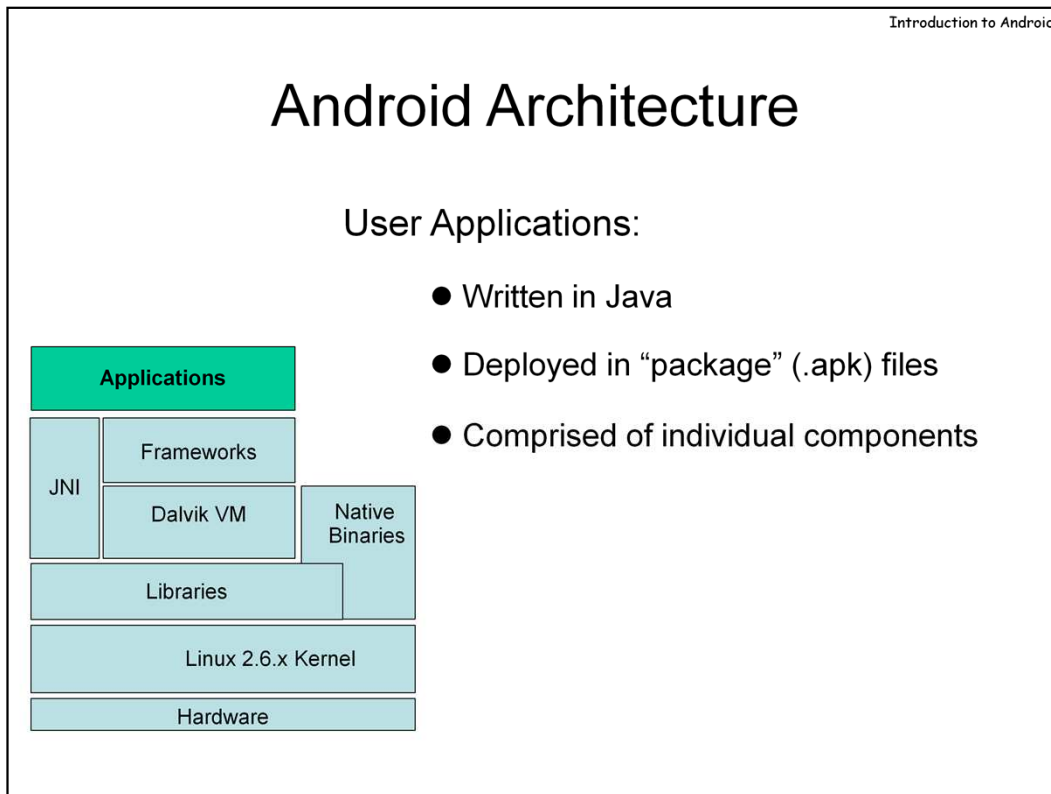 Introduction to Android
Android Architecture
User Applications:
● Written in Java
● Deployed in “package” (.apk) files
● Comprised of individual components
Applications
JNI
Frameworks
Dalvik VM
Native
Binaries
Libraries
Linux 2.6.x Kernel
Hardware